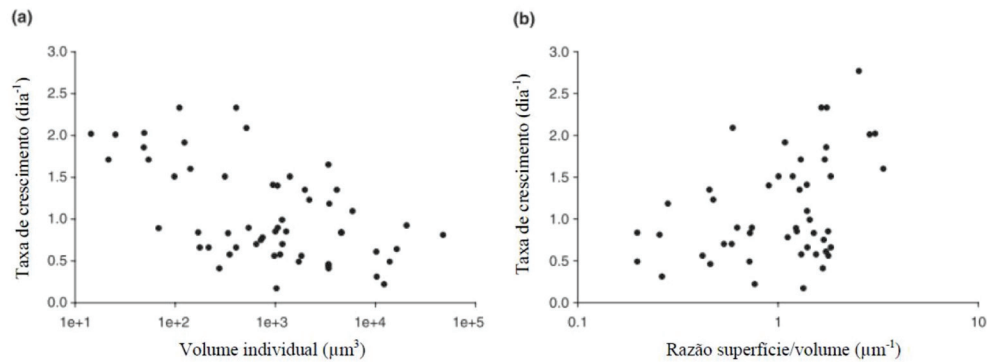 (a)
3.0
2.5
2.0
1.5
1.0
0.5
0.0
Taxa de crescimento (dia⁻¹)
1e+1 1e+2 1e+3 1e+4 1e+5
Volume individual (µm³)
(b)
3.0
2.5
2.0
1.5
1.0
0.5
0.0
Taxa de crescimento (dia⁻¹)
0.1 1 10
Razão superfície/volume (µm⁻¹)